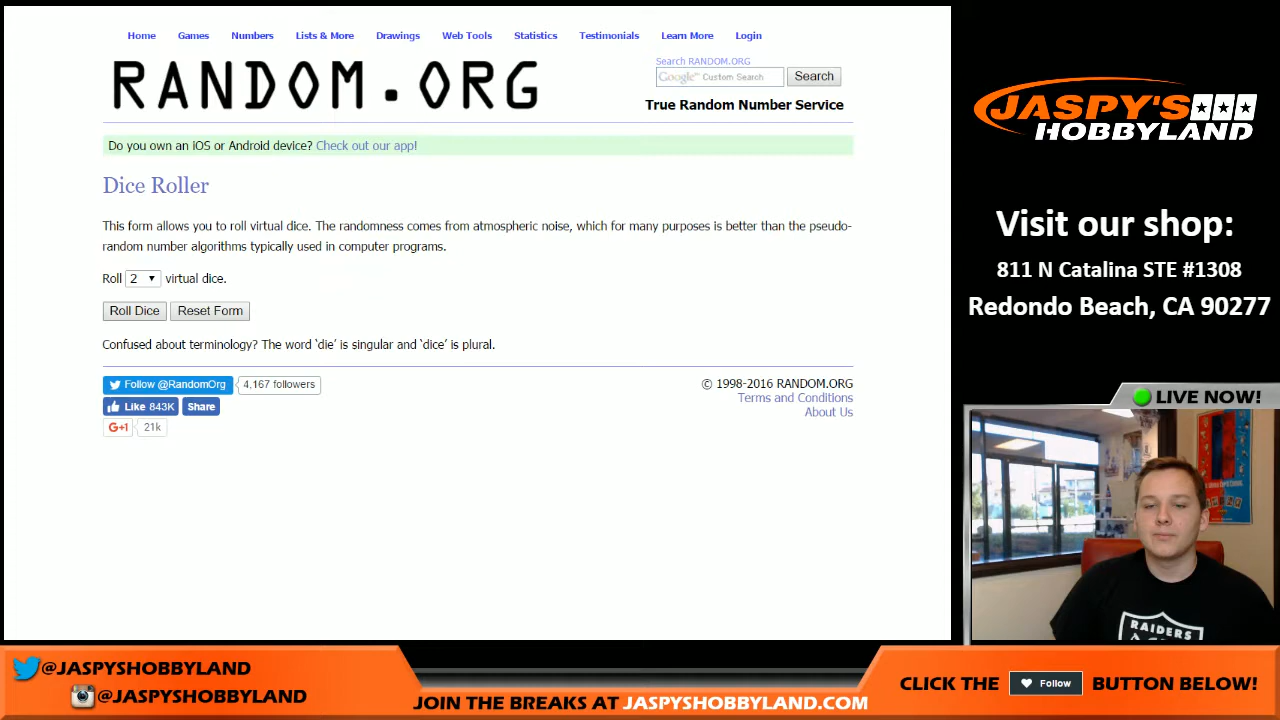 Home Games Numbers Lists & More Drawings Web Tools Statistics Testimonials Learn More Login
RANDOM.ORG
Search RANDOM.ORG
Google™ Custom Search Search
True Random Number Service
Do you own an iOS or Android device? Check out our app!
Dice Roller
This form allows you to roll virtual dice. The randomness comes from atmospheric noise, which for many purposes is better than the pseudo-
random number algorithms typically used in computer programs.
Roll 2 virtual dice.
Roll Dice Reset Form
Confused about terminology? The word ‘die’ is singular and ‘dice’ is plural.
Follow @RandomOrg 4,167 followers
Like 843K Share
G+1 21k
© 1998-2016 RANDOM.ORG
Terms and Conditions
About Us
JASPY'S
HOBBYLAND
Visit our shop:
811 N Catalina STE #1308
Redondo Beach, CA 90277
LIVE NOW!
RAIDERS
@JASPYSHOBBYLAND
@JASPYSHOBBYLAND
JOIN THE BREAKS AT JASPYSHOBBYLAND.COM
CLICK THE Follow BUTTON BELOW!